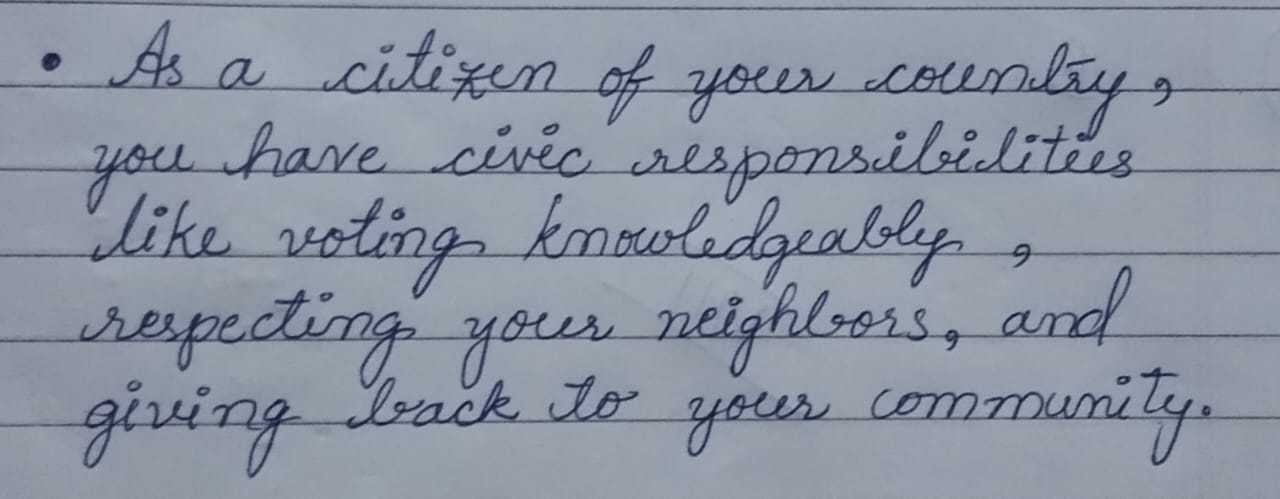 • As a citizen of your country,
you have civic responsibilities
like voting knowledgeably,
respecting your neighbors, and
giving back to your community.